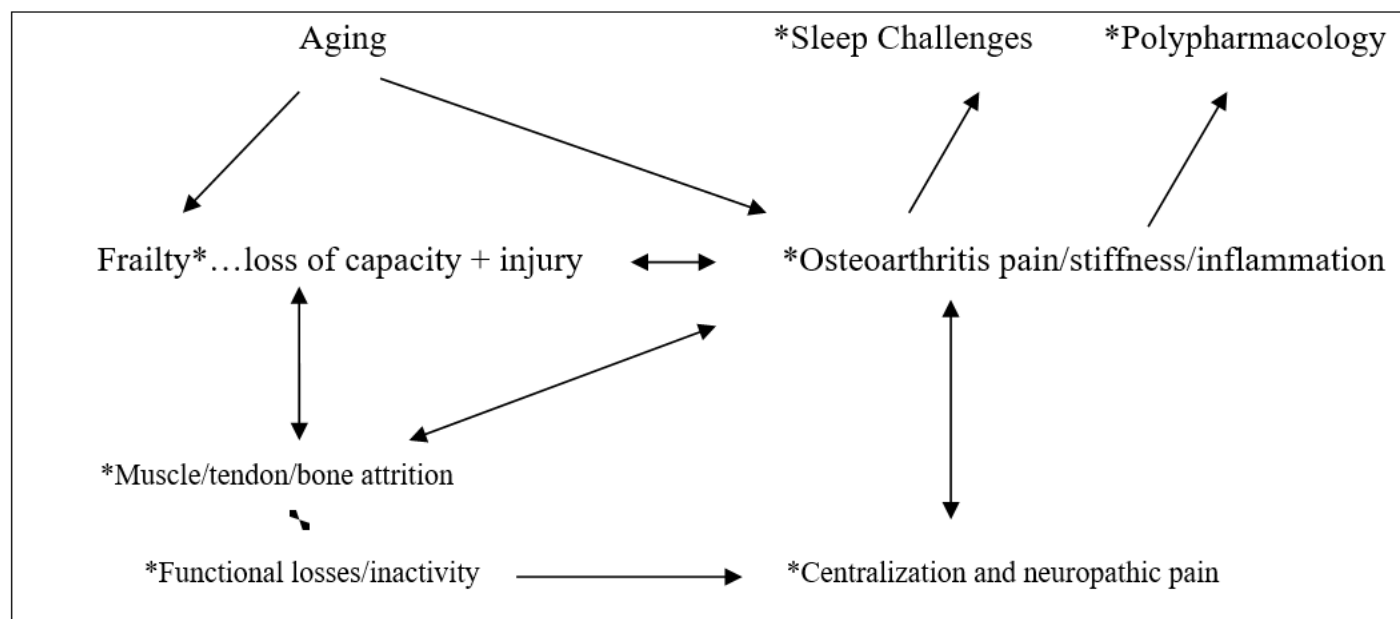 Aging
*Sleep Challenges
*Polypharmacology
Frailty*…loss of capacity + injury
*Osteoarthritis pain/stiffness/inflammation
*Muscle/tendon/bone attrition
*Functional losses/inactivity
*Centralization and neuropathic pain